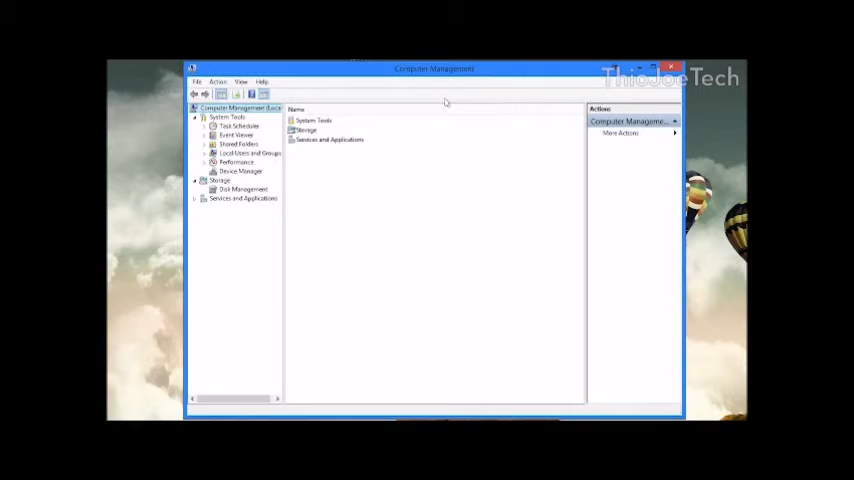 Computer Management
ThioJoeTech
File Action View Help
Computer Management (Loca
System Tools
Task Scheduler
Event Viewer
Shared Folders
Local Users and Groups
Performance
Device Manager
Storage
Disk Management
Services and Applications
Name
System Tools
Storage
Services and Applications
Actions
Computer Manageme...
More Actions